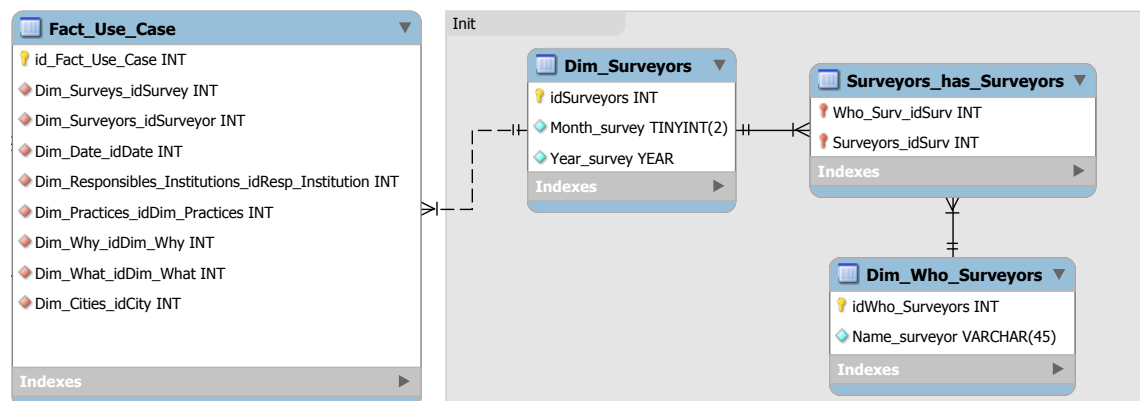 Fact_Use_Case
id_Fact_Use_Case INT
Dim_Surveys_idSurvey INT
Dim_Surveyors_idSurveyor INT
Dim_Date_idDate INT
Dim_Responsibles_Institutions_idResp_Institution INT
Dim_Practices_idDim_Practices INT
Dim_Why_idDim_Why INT
Dim_What_idDim_What INT
Dim_Cities_idCity INT
Indexes
Init
Dim_Surveyors
idSurveyors INT
Month_survey TINYINT(2)
Year_survey YEAR
Indexes
Surveyors_has_Surveyors
Who_Surv_idSurv INT
Surveyors_idSurv INT
Indexes
Dim_Who_Surveyors
idWho_Surveyors INT
Name_surveyor VARCHAR(45)
Indexes